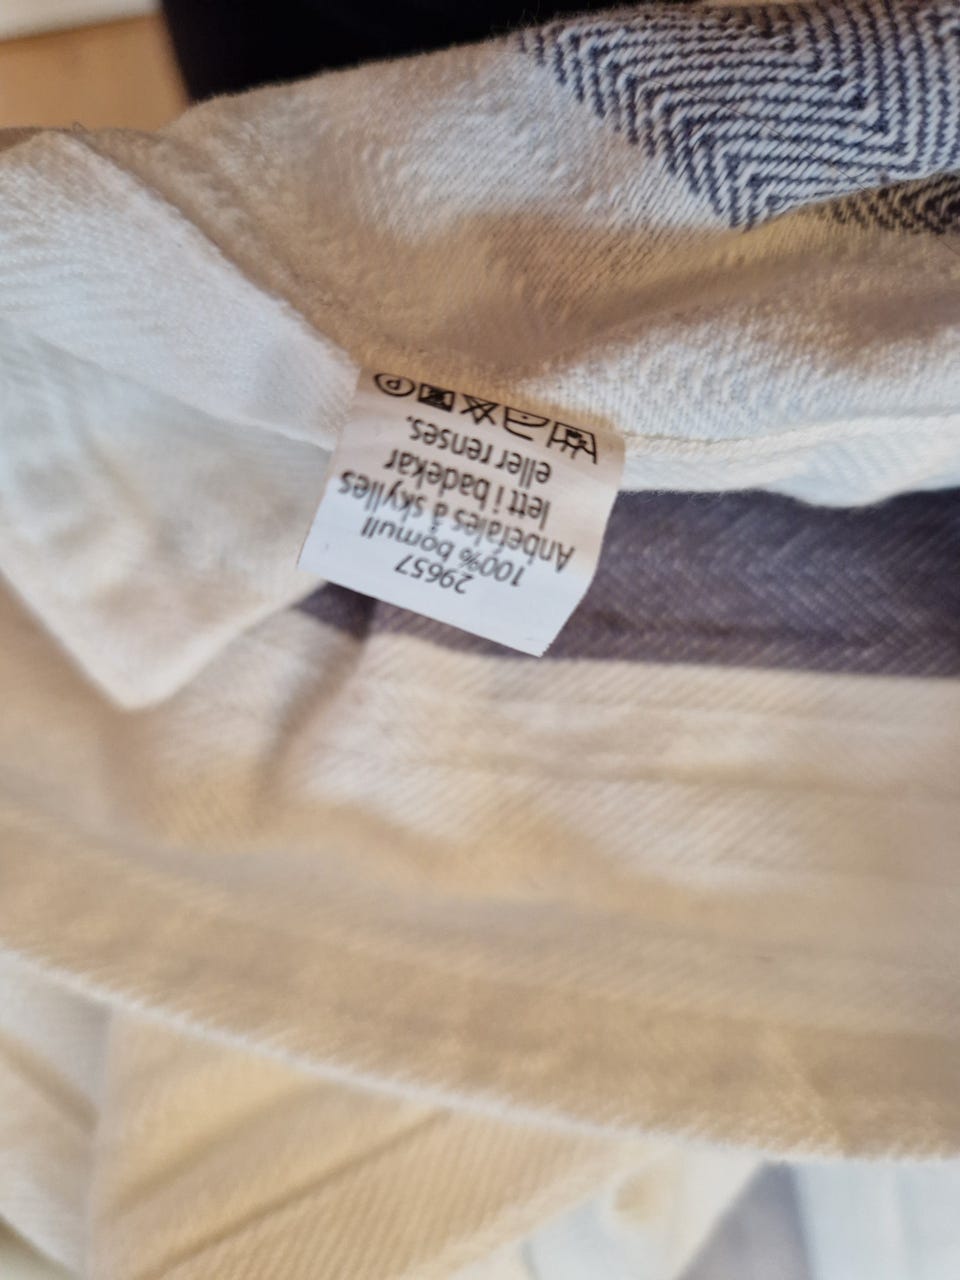 29657
100% bomull
Anbefales å skylles
lett i badekar
eller renses.
P